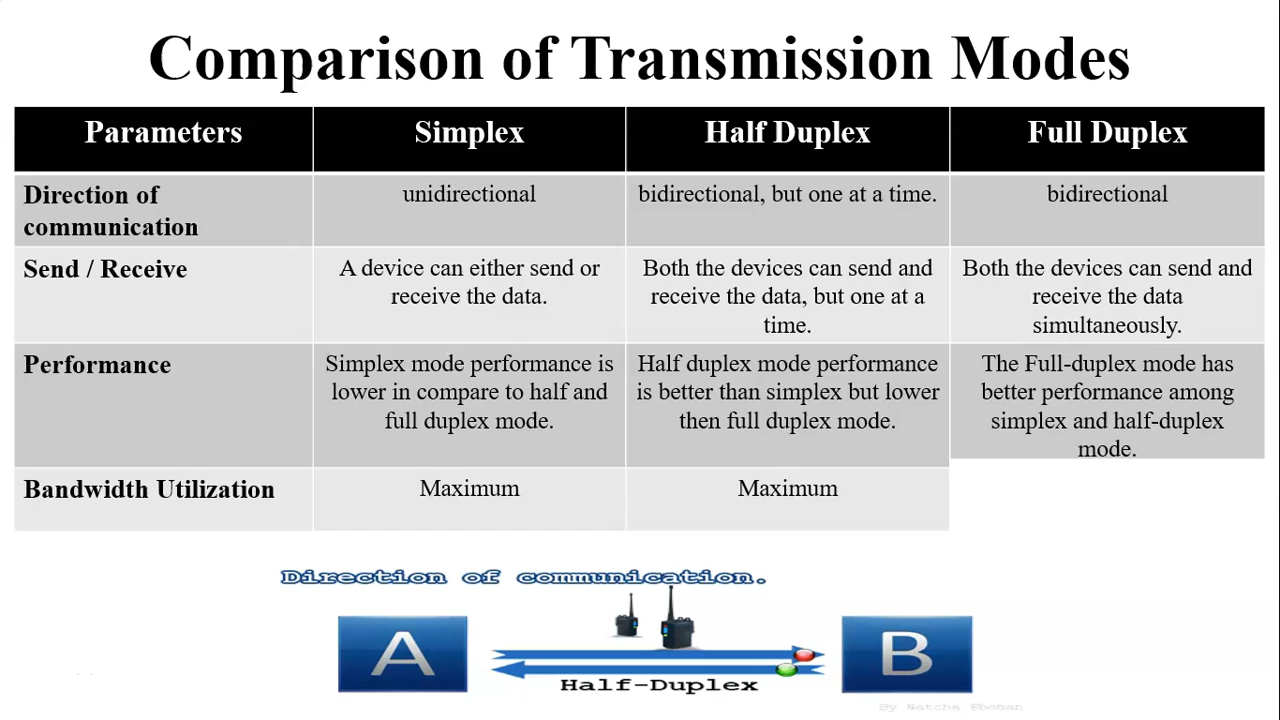 Comparison of Transmission Modes
Parameters
Simplex
Half Duplex
Full Duplex
Direction of
communication
unidirectional
bidirectional, but one at a time.
bidirectional
Send / Receive
A device can either send or
receive the data.
Both the devices can send and
receive the data, but one at a
time.
Both the devices can send and
receive the data
simultaneously.
Performance
Simplex mode performance is
lower in compare to half and
full duplex mode.
Half duplex mode performance
is better than simplex but lower
then full duplex mode.
The Full-duplex mode has
better performance among
simplex and half-duplex
mode.
Bandwidth Utilization
Maximum
Maximum
Direction of communication.
A
B
Half-Duplex
By Natcha Shoban